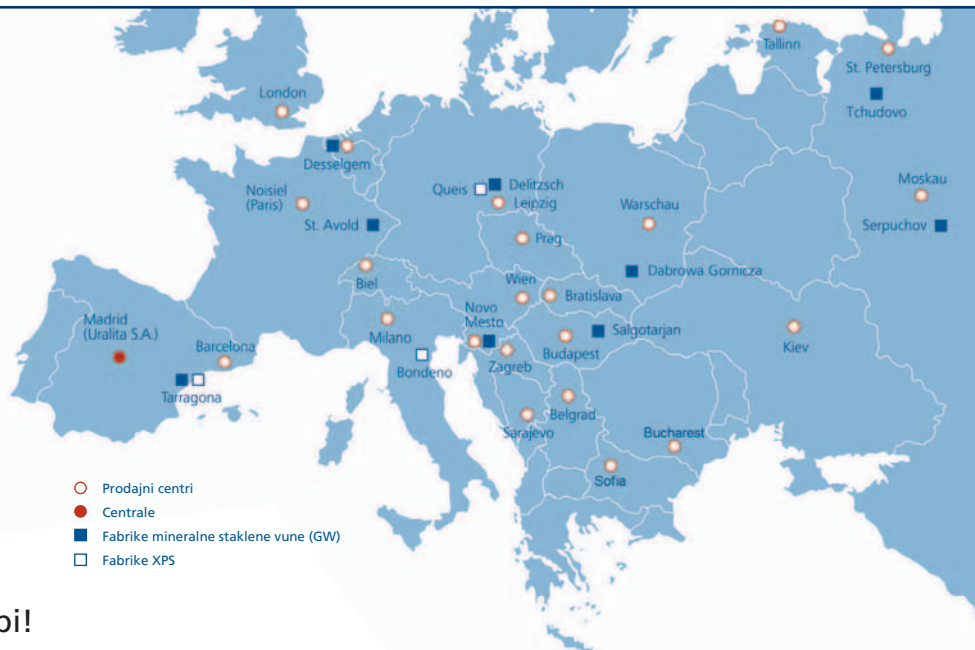 Tallinn
St. Petersburg
Tchudovo
London
Desselgem
Moskau
Queis
Delitzsch
Leipzig
Noisiel
(Paris)
Warschau
St. Avold
Serpuchov
Prag
Dabrowa Gornicza
Biel
Wien
Bratislava
Novo
Mesto
Madrid
(Uralita S.A.)
Milano
Salgotarjan
Kiev
Barcelona
Budapest
Zagreb
Bondeno
Tarragona
Belgrad
Sarajevo
Bucharest
Sofia
Prodajni centri
Centrale
Fabrike mineralne staklene vune (GW)
Fabrike XPS